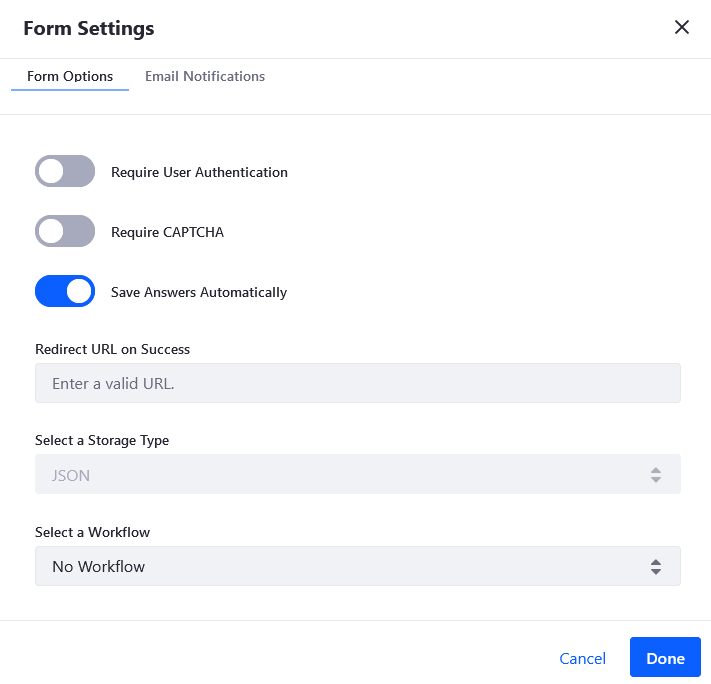 Form Settings
Form Options Email Notifications
Require User Authentication
Require CAPTCHA
Save Answers Automatically
Redirect URL on Success
Enter a valid URL.
Select a Storage Type
JSON
Select a Workflow
No Workflow
Cancel Done